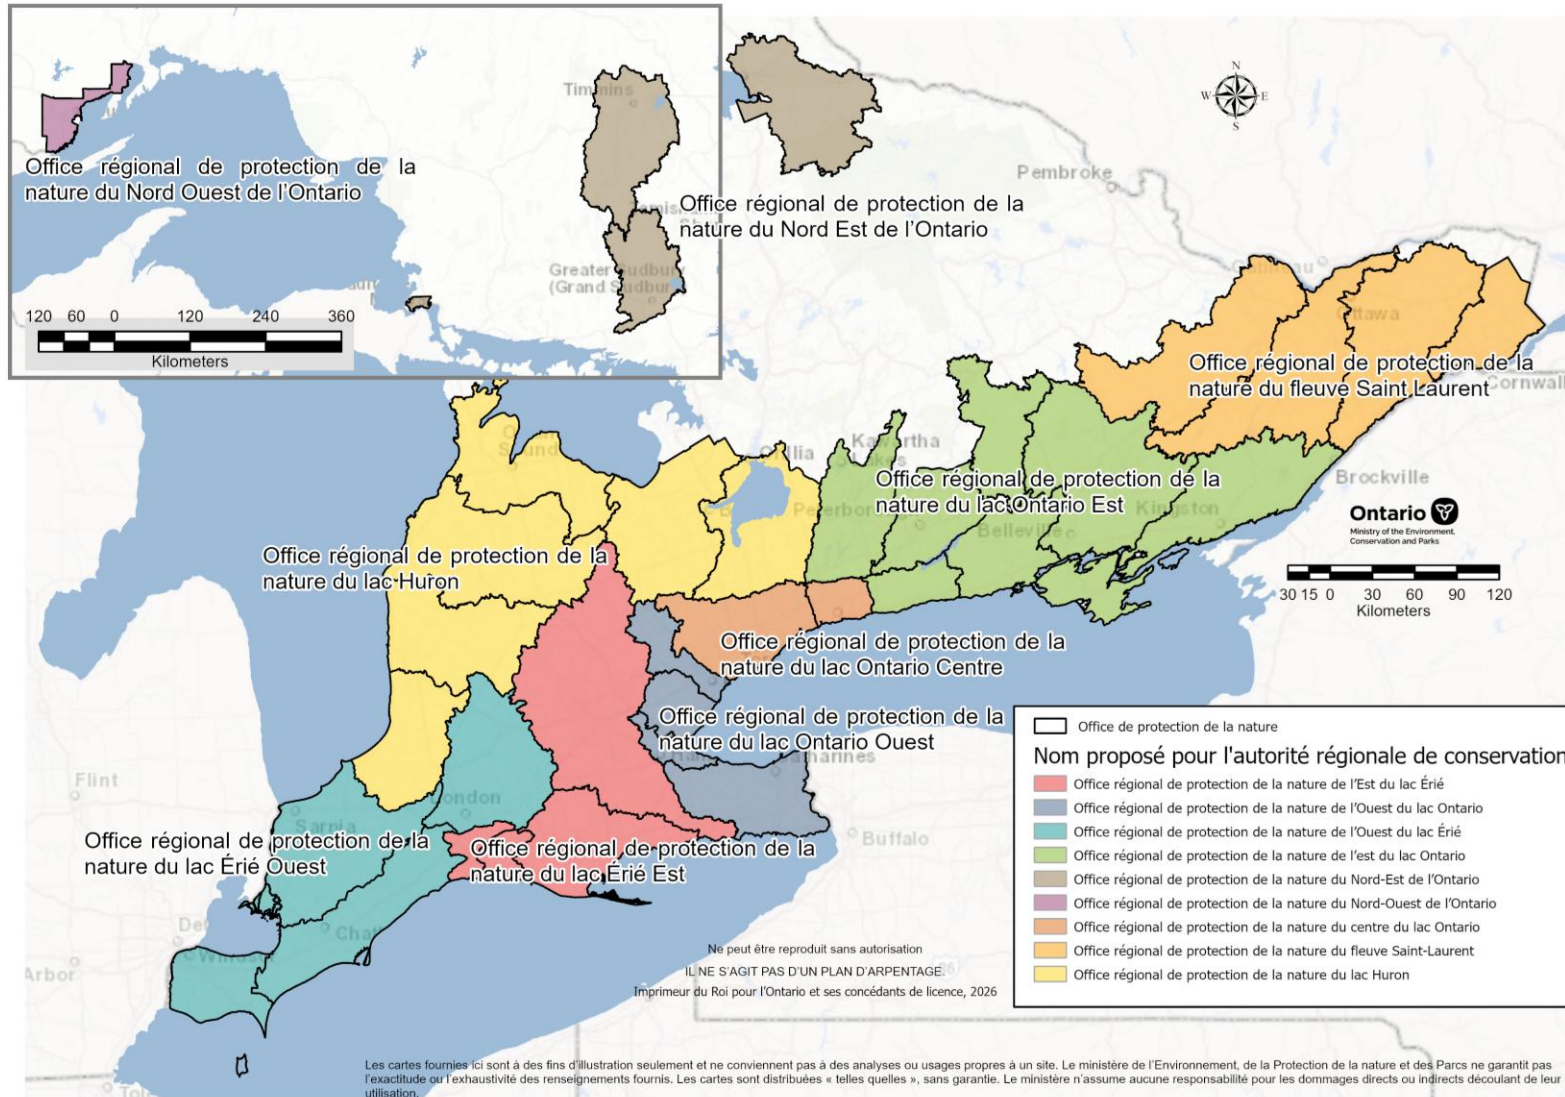 Timmins
Office régional de protection de la
nature du Nord Ouest de l'Ontario
Greater Sudbury
(Grand Sudbur
120 60 0 120 240 360
Kilometers
N
W E
S
Pembroke
Office régional de protection de la
nature du Nord Est de l'Ontario
Gatineau
Ottawa
Office régional de protection de la
nature du fleuve Saint Laurent
Cornwall
Kawartha
Lakes
Office régional de protection de la
nature du lac Ontario Est
Peterborough
Belleville
Kingston
Brockville
Ontario
Ministry of the Environment,
Conservation and Parks
30 15 0 30 60 90 120
Kilometers
Office régional de protection de la
nature du lac Huron
Office régional de protection de la
nature du lac Ontario Centre
Office régional de protection de la
nature du lac Ontario Ouest
Flint
London
Sarnia
Buffalo
Office régional de protection de la
nature du lac Érié Ouest
Office régional de protection de la
nature du lac Érié Est
Windsor
Arbor
Office de protection de la nature
Nom proposé pour l'autorité régionale de conservation
Office régional de protection de la nature de l'Est du lac Érié
Office régional de protection de la nature de l'Ouest du lac Ontario
Office régional de protection de la nature de l'Ouest du lac Érié
Office régional de protection de la nature de l'est du lac Ontario
Office régional de protection de la nature du Nord-Est de l'Ontario
Office régional de protection de la nature du Nord-Ouest de l'Ontario
Office régional de protection de la nature du centre du lac Ontario
Office régional de protection de la nature du fleuve Saint-Laurent
Office régional de protection de la nature du lac Huron
Ne peut être reproduit sans autorisation
IL NE S'AGIT PAS D'UN PLAN D'ARPENTAGE.
Imprimeur du Roi pour l'Ontario et ses concédants de licence, 2026
Les cartes fournies ici sont à des fins d'illustration seulement et ne conviennent pas à des analyses ou usages propres à un site. Le ministère de l'Environnement, de la Protection de la nature et des Parcs ne garantit pas
l'exactitude ou l'exhaustivité des renseignements fournis. Les cartes sont distribuées « telles quelles », sans garantie. Le ministère n'assume aucune responsabilité pour les dommages directs ou indirects découlant de leur
utilisation.